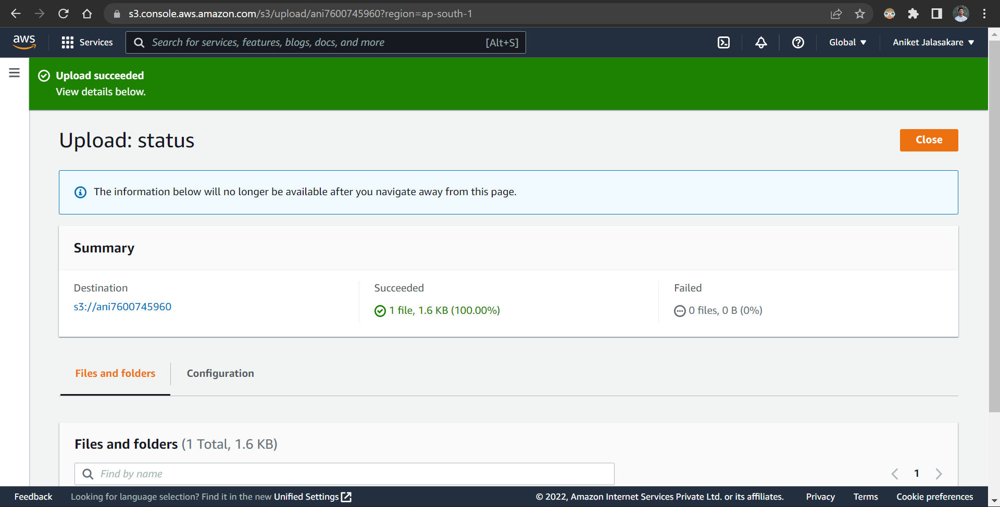 s3.console.aws.amazon.com/s3/upload/ani7600745960?region=ap-south-1
aws
Services
Search for services, features, blogs, docs, and more
[Alt+S]
Global
Aniket Jalasakare
Upload succeeded
View details below.
Upload: status
Close
The information below will no longer be available after you navigate away from this page.
Summary
Destination
s3://ani7600745960
Succeeded
1 file, 1.6 KB (100.00%)
Failed
0 files, 0 B (0%)
Files and folders
Configuration
Files and folders (1 Total, 1.6 KB)
Find by name
1
Feedback
Looking for language selection? Find it in the new Unified Settings
© 2022, Amazon Internet Services Private Ltd. or its affiliates.
Privacy
Terms
Cookie preferences